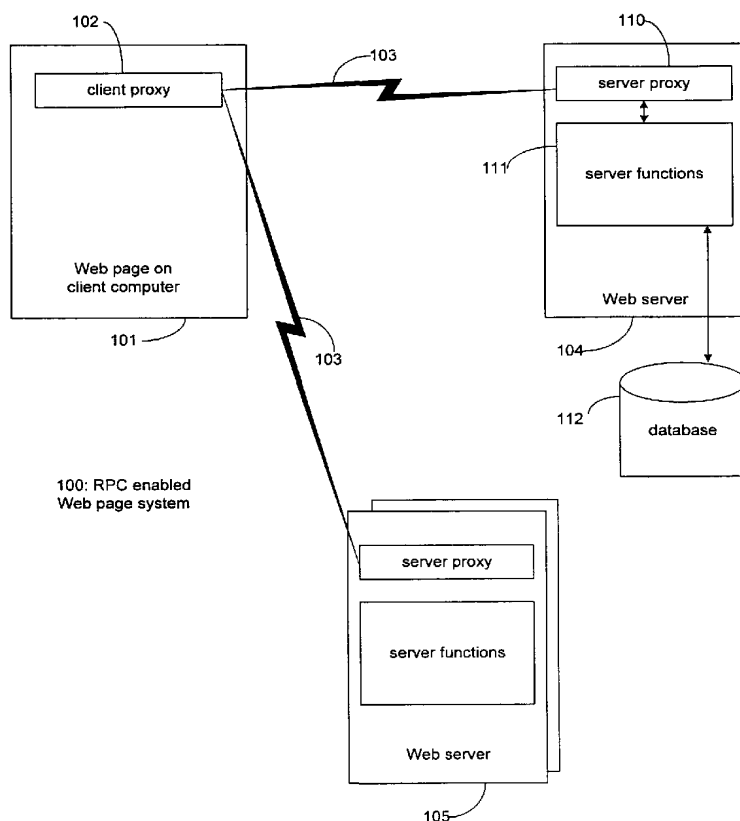 102
110
103
client proxy
server proxy
111
server functions
Web page on
client computer
Web server
101
103
104
112
database
100: RPC enabled
Web page system
server proxy
server functions
Web server
105